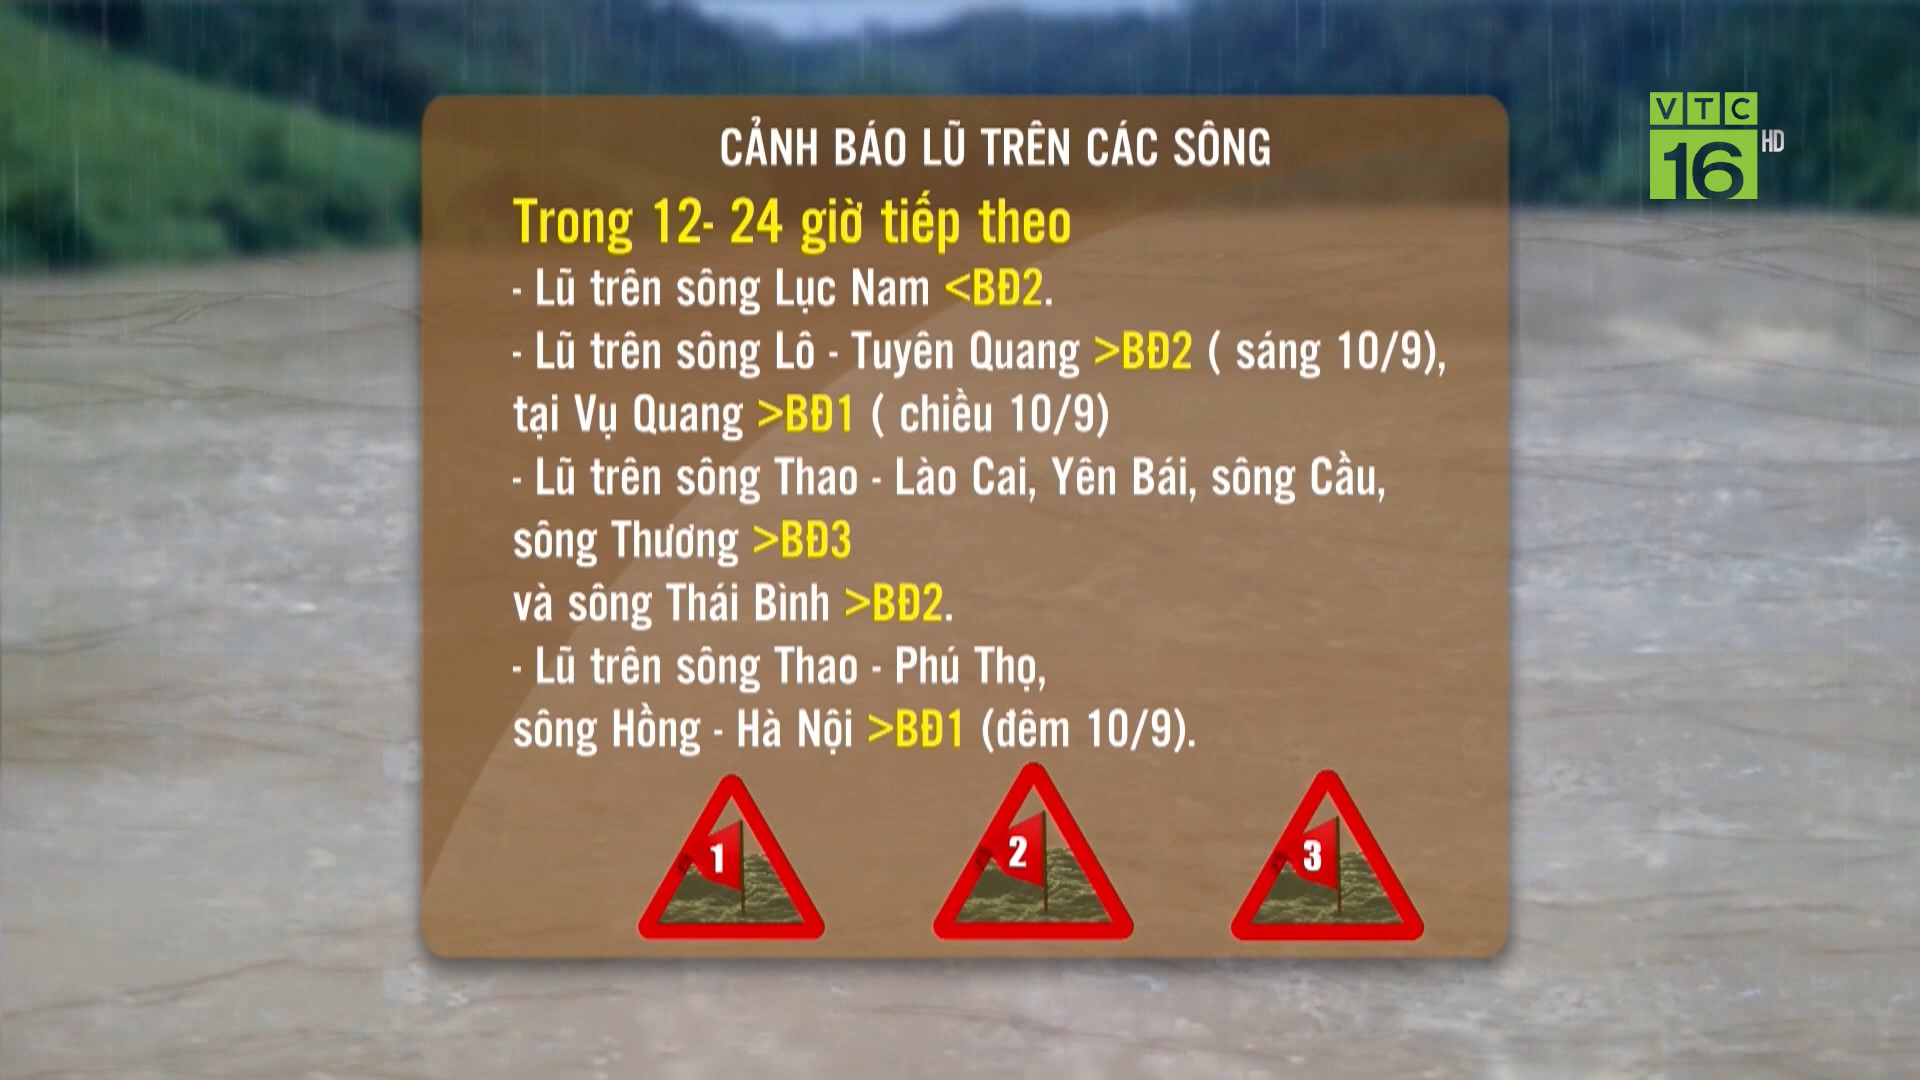 VTC
16 HD
CẢNH BÁO LŨ TRÊN CÁC SÔNG
Trong 12- 24 giờ tiếp theo
- Lũ trên sông Lục Nam <BĐ2.
- Lũ trên sông Lô - Tuyên Quang >BĐ2 ( sáng 10/9),
tại Vụ Quang >BĐ1 ( chiều 10/9)
- Lũ trên sông Thao - Lào Cai, Yên Bái, sông Cầu,
sông Thương >BĐ3
và sông Thái Bình >BĐ2.
- Lũ trên sông Thao - Phú Thọ,
sông Hồng - Hà Nội >BĐ1 (đêm 10/9).
1 2 3